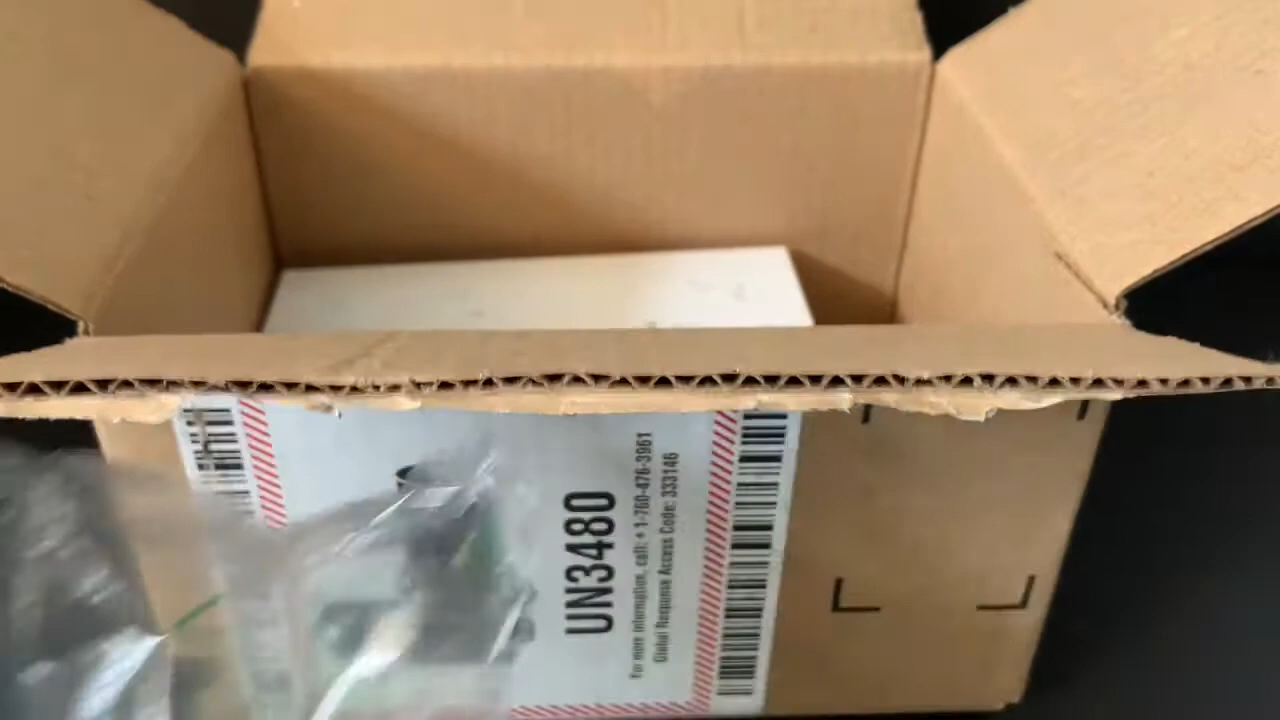 UN3480
For more information, call: + 1-760-476-3961
Global Response Access Code: 333146